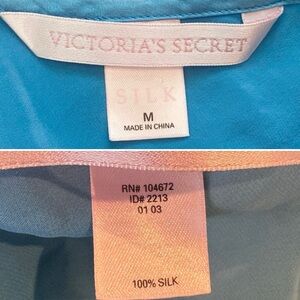 VICTORIA'S SECRET
SILK
M
MADE IN CHINA
RN# 104672
ID# 2213
01 03
100% SILK